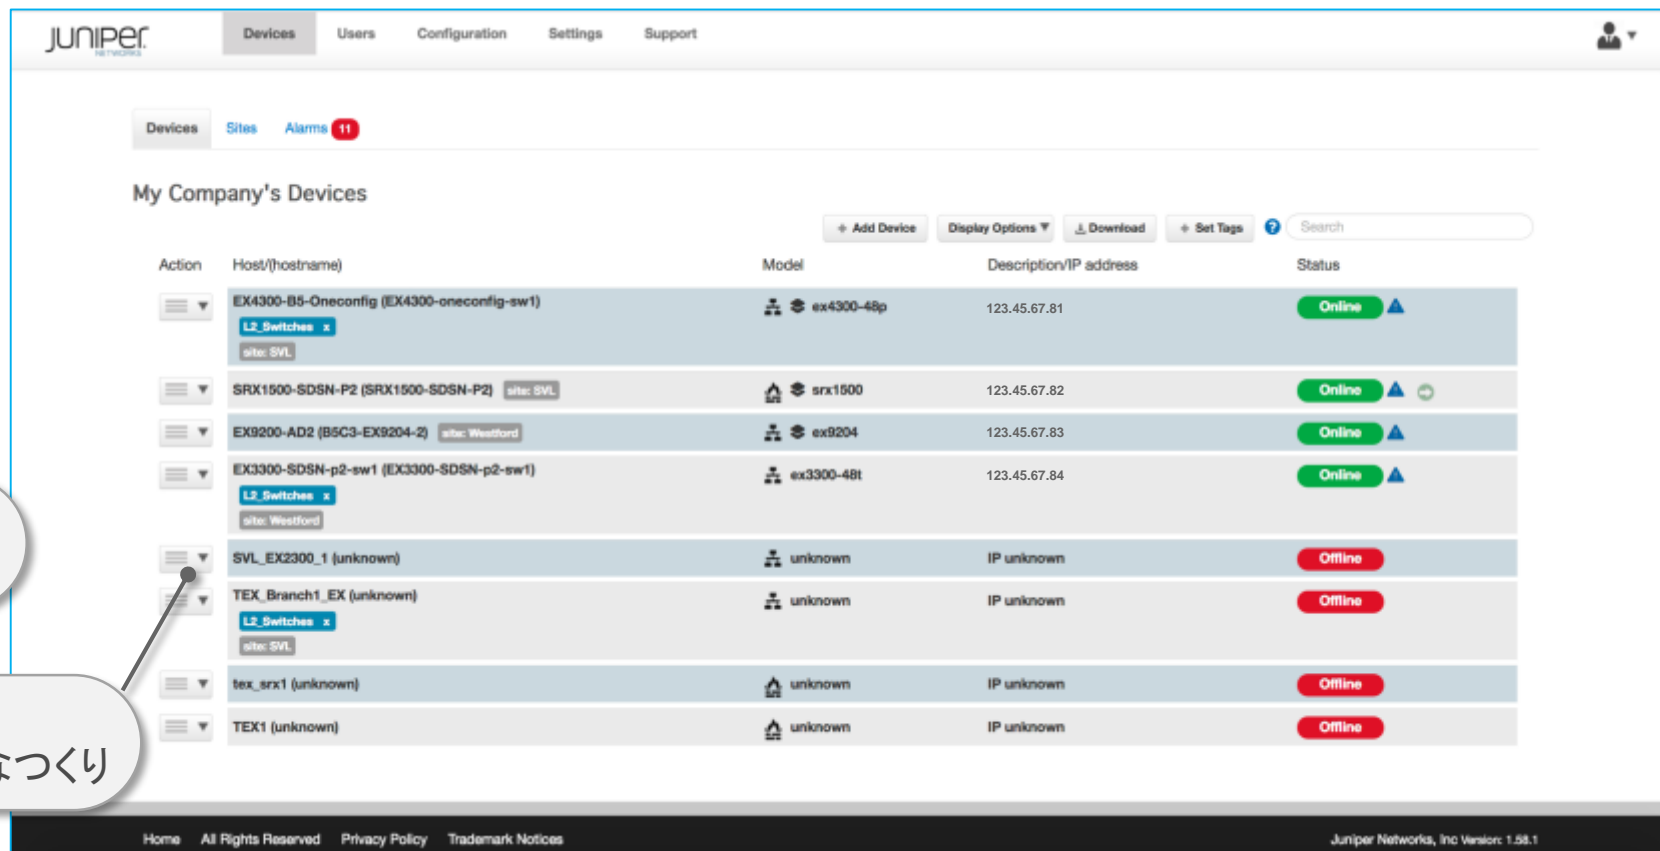 JUNIPER
NETWORKS
Devices Users Configuration Settings Support
Devices Sites Alarms 11
My Company's Devices
+ Add Device Display Options Download + Set Tags ? Search
Action Host/(hostname) Model Description/IP address Status
EX4300-B5-Oneconfig (EX4300-oneconfig-sw1) ex4300-48p 123.45.67.81 Online
L2_Switches x
site: SVL
SRX1500-SDSN-P2 (SRX1500-SDSN-P2) site: SVL srx1500 123.45.67.82 Online
EX9200-AD2 (B5C3-EX9204-2) site: Westford ex9204 123.45.67.83 Online
EX3300-SDSN-p2-sw1 (EX3300-SDSN-p2-sw1) ex3300-48t 123.45.67.84 Online
L2_Switches x
site: Westford
SVL_EX2300_1 (unknown) unknown IP unknown Offline
TEX_Branch1_EX (unknown) unknown IP unknown Offline
L2_Switches x
site: SVL
tex_srx1 (unknown) unknown IP unknown Offline
TEX1 (unknown) unknown IP unknown Offline
なつくり
Home All Rights Reserved Privacy Policy Trademark Notices Juniper Networks, Inc Version: 1.58.1